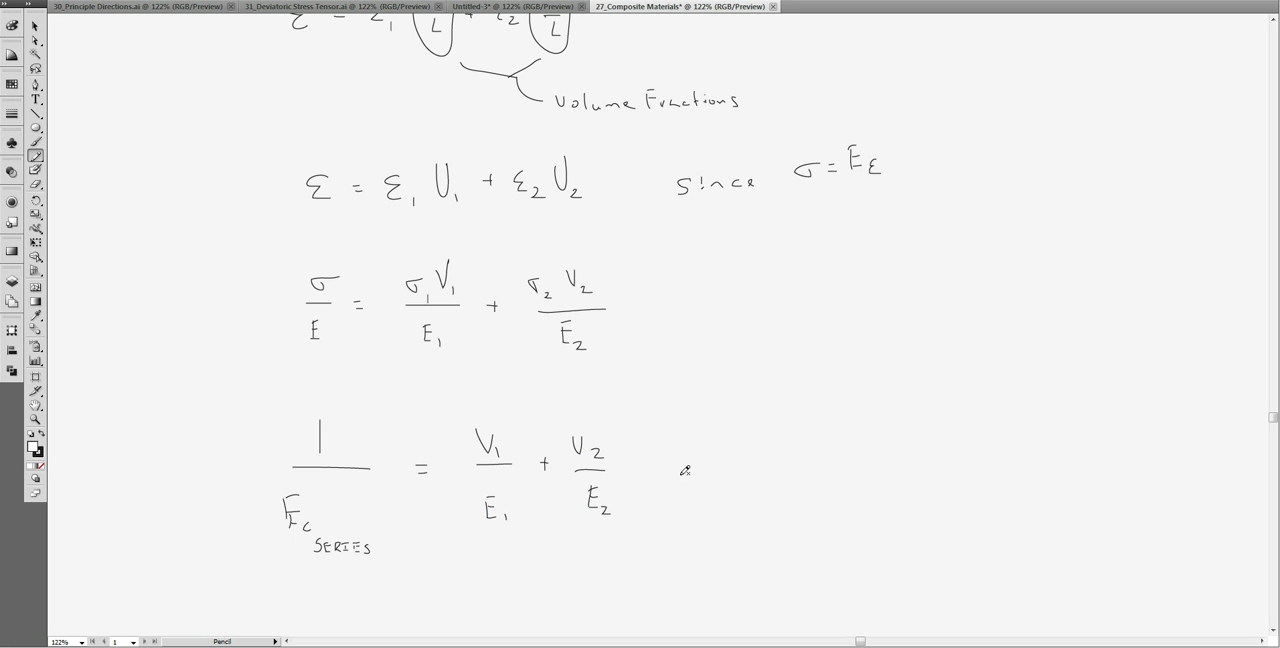 30_Principle Directions.ai @ 122% (RGB/Preview) 31_Deviatoric Stress Tensor.ai @ 122% (RGB/Preview) Untitled-3* @ 122% (RGB/Preview) 27_Composite Materials* @ 122% (RGB/Preview)
L L
Volume Fractions
ε = ε₁ V₁ + ε₂ V₂ since σ = Eε
σ/E = σ₁V₁/E₁ + σ₂V₂/E₂
1/E_c = V₁/E₁ + V₂/E₂
SERIES
122% 1 Pencil